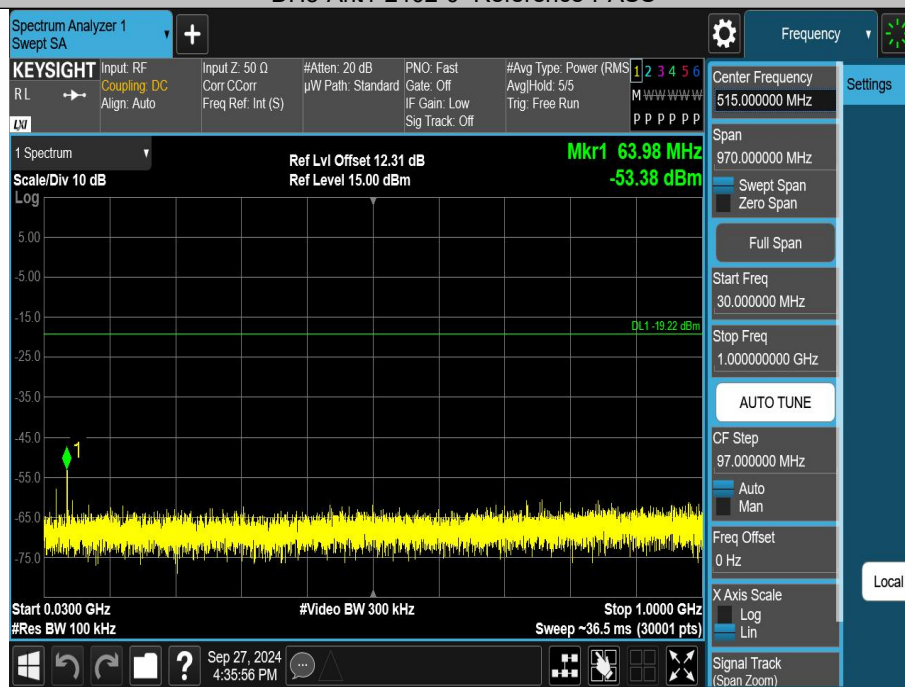 Spectrum Analyzer 1
Swept SA
+
Frequency
KEYSIGHT
RL
LXI
Input: RF
Coupling: DC
Align: Auto
Input Z: 50 Ω
Corr CCorr
Freq Ref: Int (S)
#Atten: 20 dB
µW Path: Standard
PNO: Fast
Gate: Off
IF Gain: Low
Sig Track: Off
#Avg Type: Power (RMS
Avg|Hold: 5/5
Trig: Free Run
1 2 3 4 5 6
M W W W W W
P P P P P P
1 Spectrum
Scale/Div 10 dB
Log
Ref Lvl Offset 12.31 dB
Ref Level 15.00 dBm
Mkr1 63.98 MHz
-53.38 dBm
5.00
-5.00
-15.0
DL1 -19.22 dBm
-25.0
-35.0
-45.0
1
-55.0
-65.0
-75.0
Start 0.0300 GHz
#Res BW 100 kHz
#Video BW 300 kHz
Stop 1.0000 GHz
Sweep ~36.5 ms (30001 pts)
?
Sep 27, 2024
4:35:56 PM
Center Frequency
515.000000 MHz
Settings
Span
970.000000 MHz
Swept Span
Zero Span
Full Span
Start Freq
30.000000 MHz
Stop Freq
1.000000000 GHz
AUTO TUNE
CF Step
97.000000 MHz
Auto
Man
Freq Offset
0 Hz
Local
X Axis Scale
Log
Lin
Signal Track
(Span Zoom)